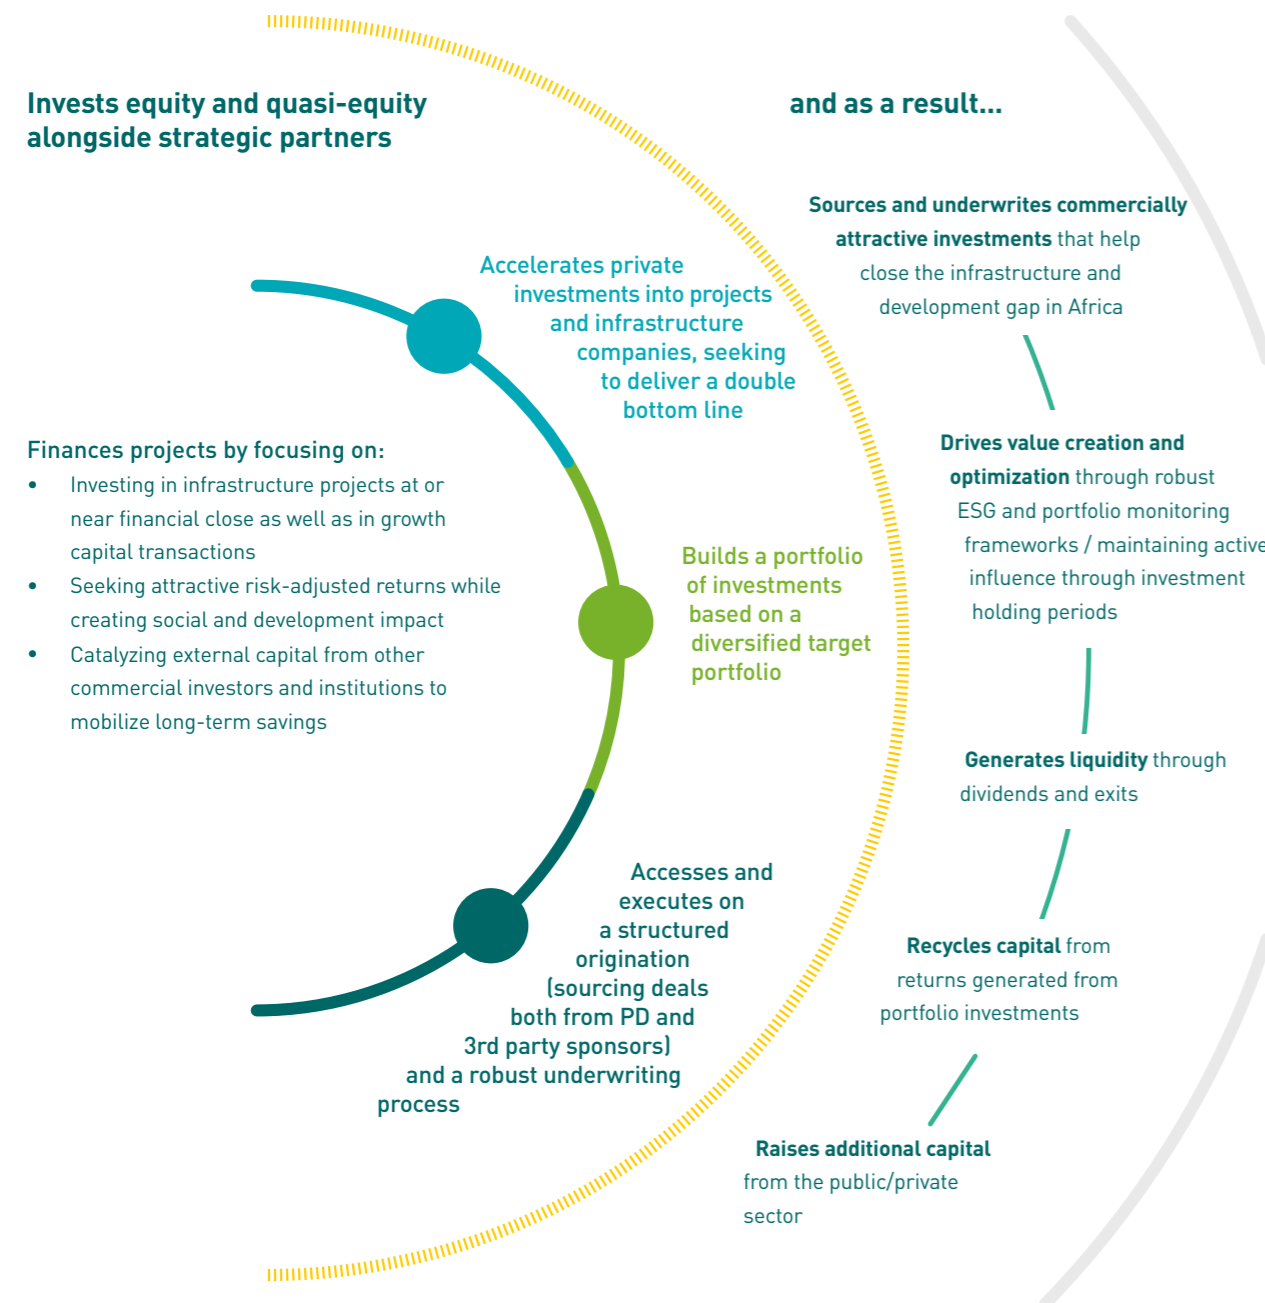 Invests equity and quasi-equity
alongside strategic partners
Finances projects by focusing on:
• Investing in infrastructure projects at or
near financial close as well as in growth
capital transactions
• Seeking attractive risk-adjusted returns while
creating social and development impact
• Catalyzing external capital from other
commercial investors and institutions to
mobilize long-term savings
Accelerates private
investments into projects
and infrastructure
companies, seeking
to deliver a double
bottom line
Builds a portfolio
of investments
based on a
diversified target
portfolio
Accesses and
executes on
a structured
origination
(sourcing deals
both from PD and
3rd party sponsors)
and a robust underwriting
process
and as a result...
Sources and underwrites commercially
attractive investments that help
close the infrastructure and
development gap in Africa
Drives value creation and
optimization through robust
ESG and portfolio monitoring
frameworks / maintaining active
influence through investment
holding periods
Generates liquidity through
dividends and exits
Recycles capital from
returns generated from
portfolio investments
Raises additional capital
from the public/private
sector